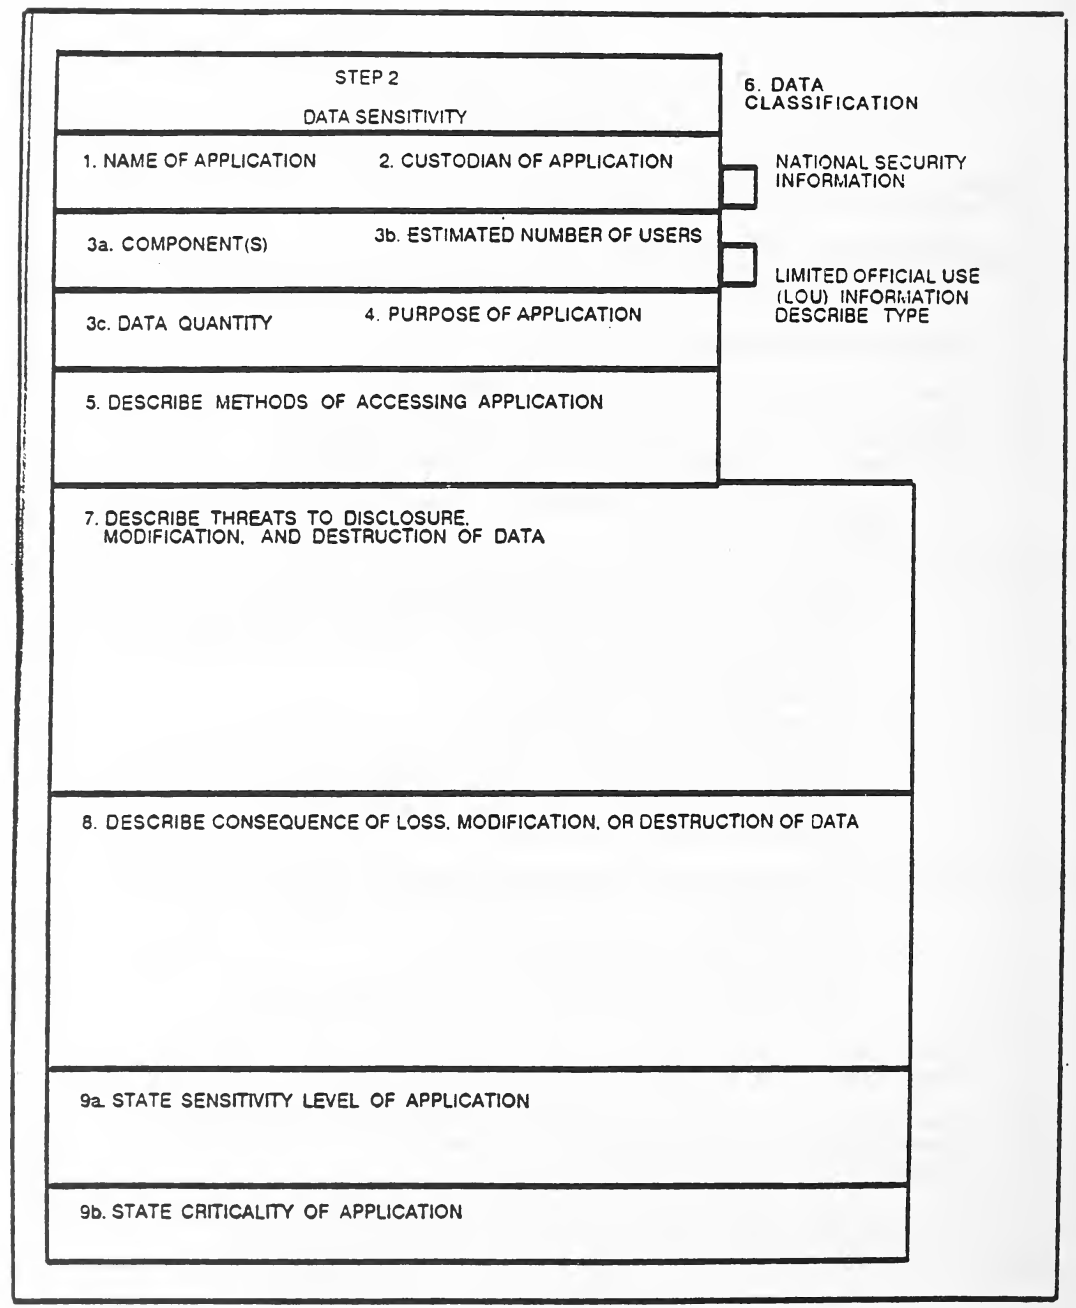 STEP 2
DATA SENSITIVITY
1. NAME OF APPLICATION
2. CUSTODIAN OF APPLICATION
3a. COMPONENT(S)
3b. ESTIMATED NUMBER OF USERS
3c. DATA QUANTITY
4. PURPOSE OF APPLICATION
5. DESCRIBE METHODS OF ACCESSING APPLICATION
6. DATA
CLASSIFICATION
NATIONAL SECURITY
INFORMATION
LIMITED OFFICIAL USE
(LOU) INFORMATION
DESCRIBE TYPE
7. DESCRIBE THREATS TO DISCLOSURE,
MODIFICATION, AND DESTRUCTION OF DATA
8. DESCRIBE CONSEQUENCE OF LOSS, MODIFICATION, OR DESTRUCTION OF DATA
9a. STATE SENSITIVITY LEVEL OF APPLICATION
9b. STATE CRITICALITY OF APPLICATION